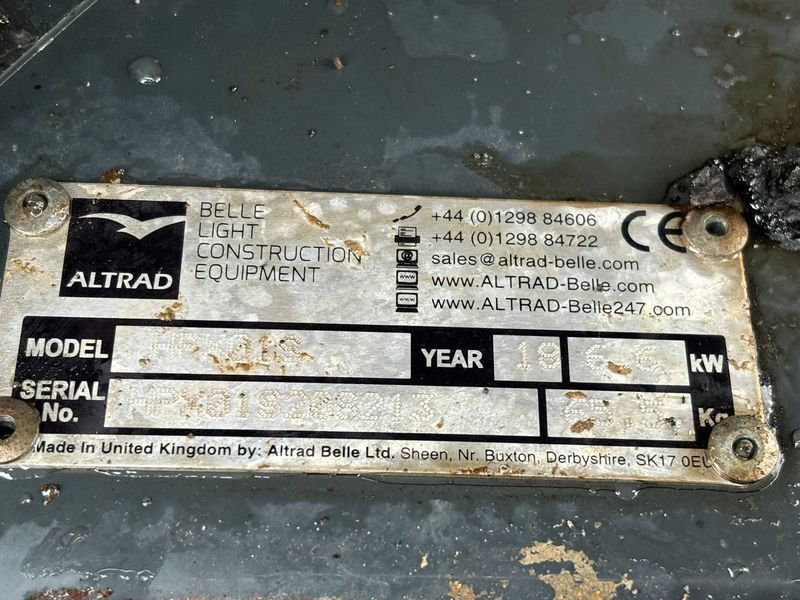 ALTRAD
BELLE
LIGHT
CONSTRUCTION
EQUIPMENT
+44 (0)1298 84606
+44 (0)1298 84722
sales@altrad-belle.com
www.ALTRAD-Belle.com
www.ALTRAD-Belle247.com
CE
MODEL
YEAR 18 kW
SERIAL
No.
Kg
Made In United Kingdom by: Altrad Belle Ltd. Sheen, Nr. Buxton, Derbyshire, SK17 0EU